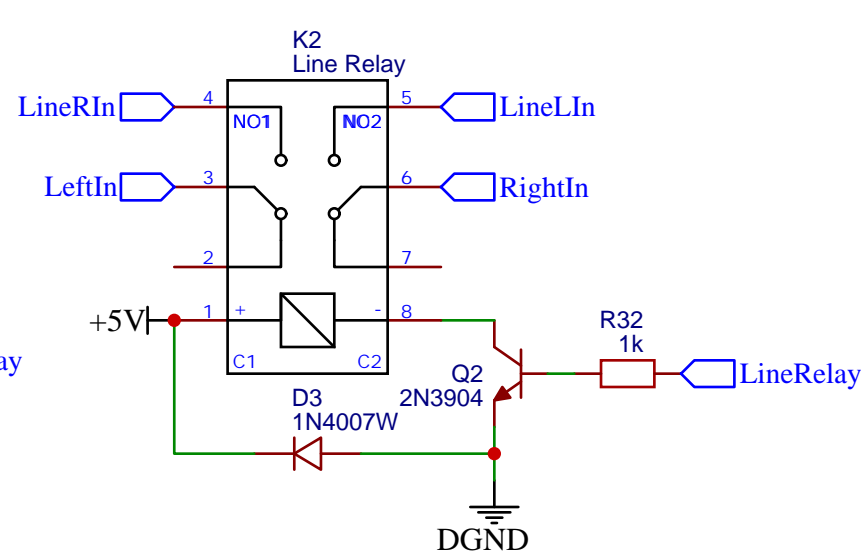 K2
Line Relay
LineRIn 4 5 LineLIn
NO1 NO2
LeftIn 3 6 RightIn
2 7
+5V 1 + - 8
C1 C2
ay
R32
1k
Q2
2N3904
LineRelay
D3
1N4007W
DGND